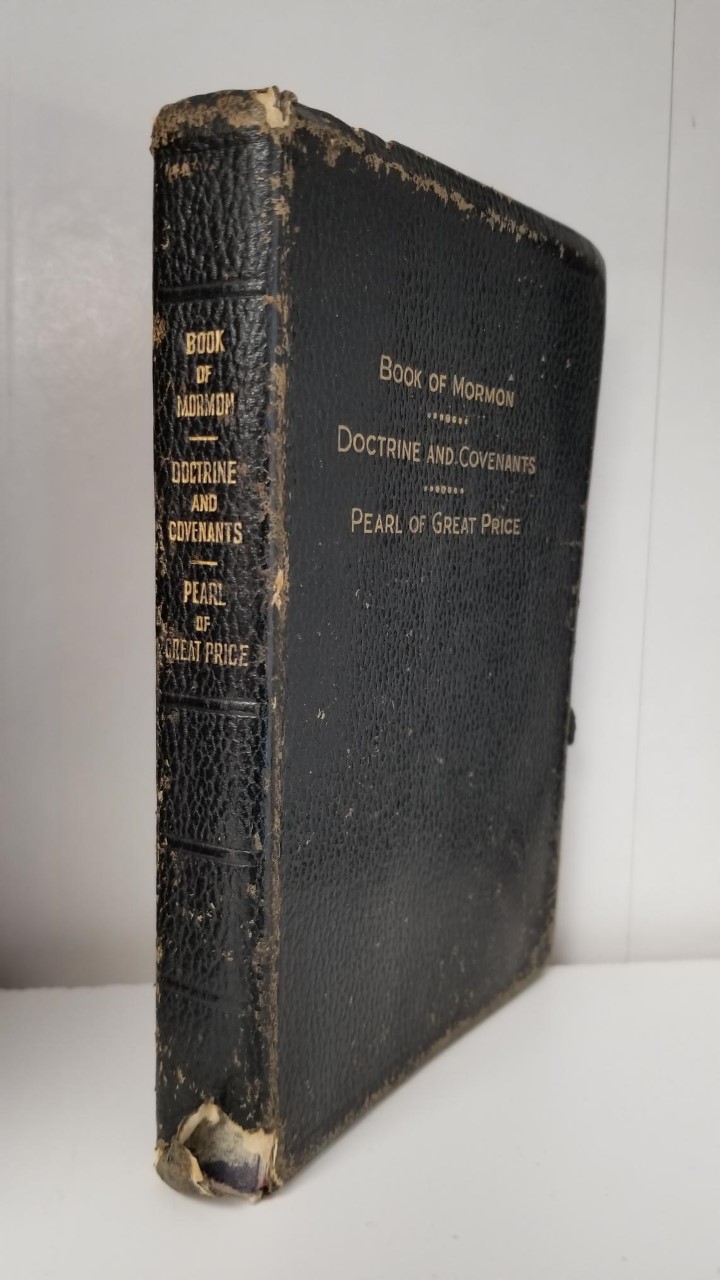 BOOK
OF
MORMON
DOCTRINE
AND
COVENANTS
PEARL
OF
GREAT PRICE
BOOK OF MORMON
DOCTRINE AND COVENANTS
PEARL OF GREAT PRICE